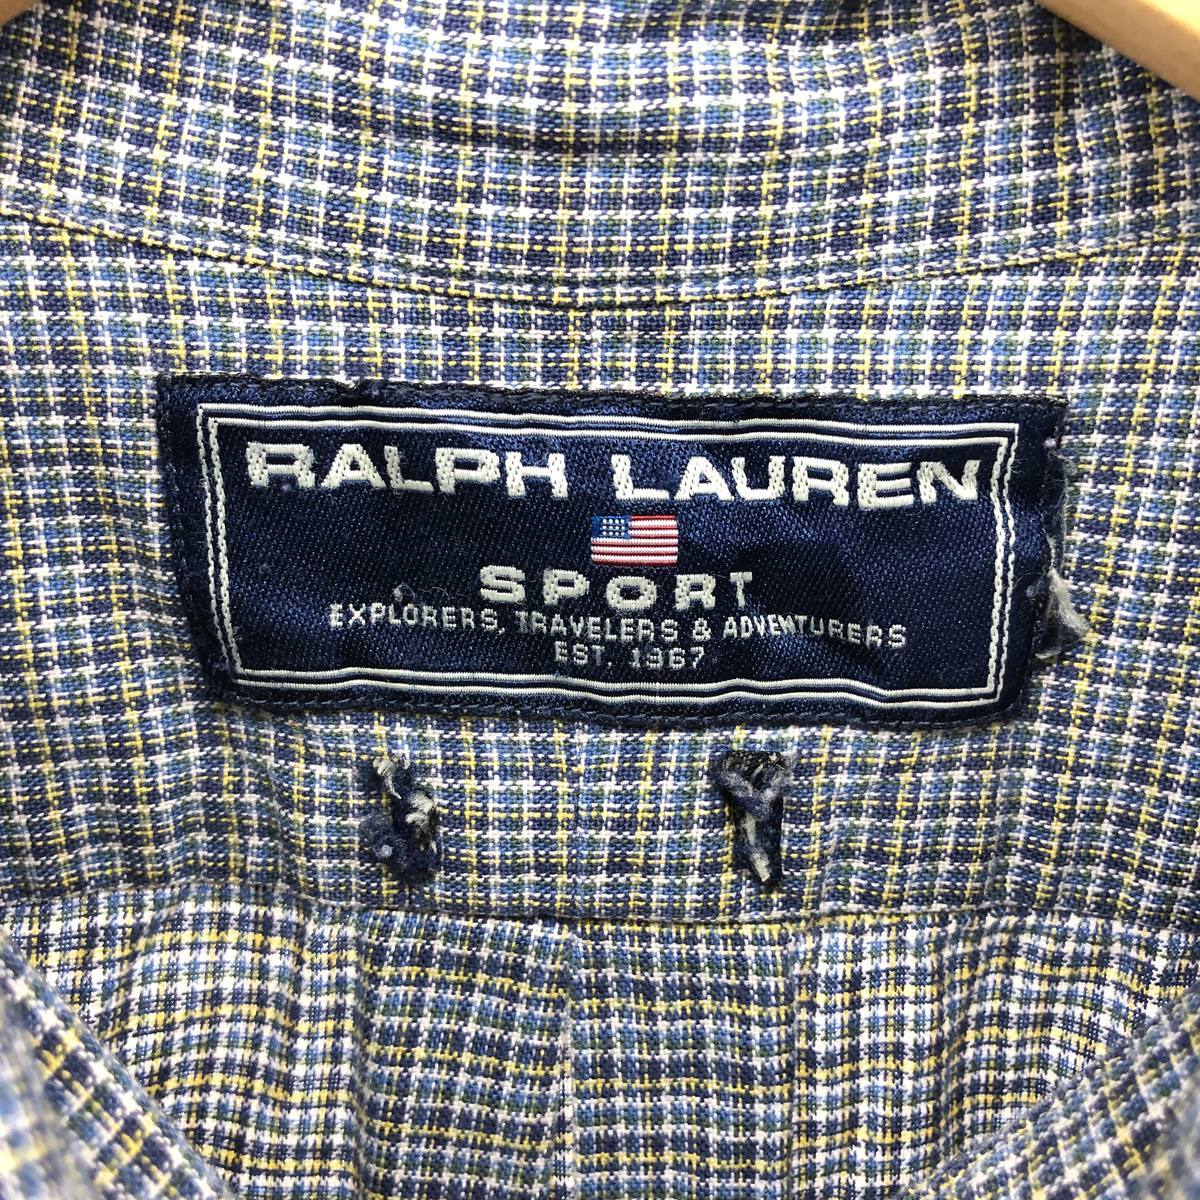 RALPH LAUREN
SPORT
EXPLORERS, TRAVELERS & ADVENTURERS
EST. 1967